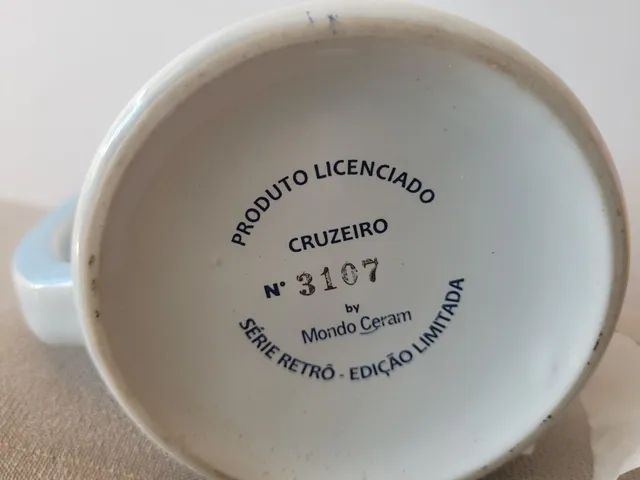 PRODUTO LICENCIADO
CRUZEIRO
Nº 3107
by
Mondo Ceram
SÉRIE RETRÔ - EDIÇÃO LIMITADA